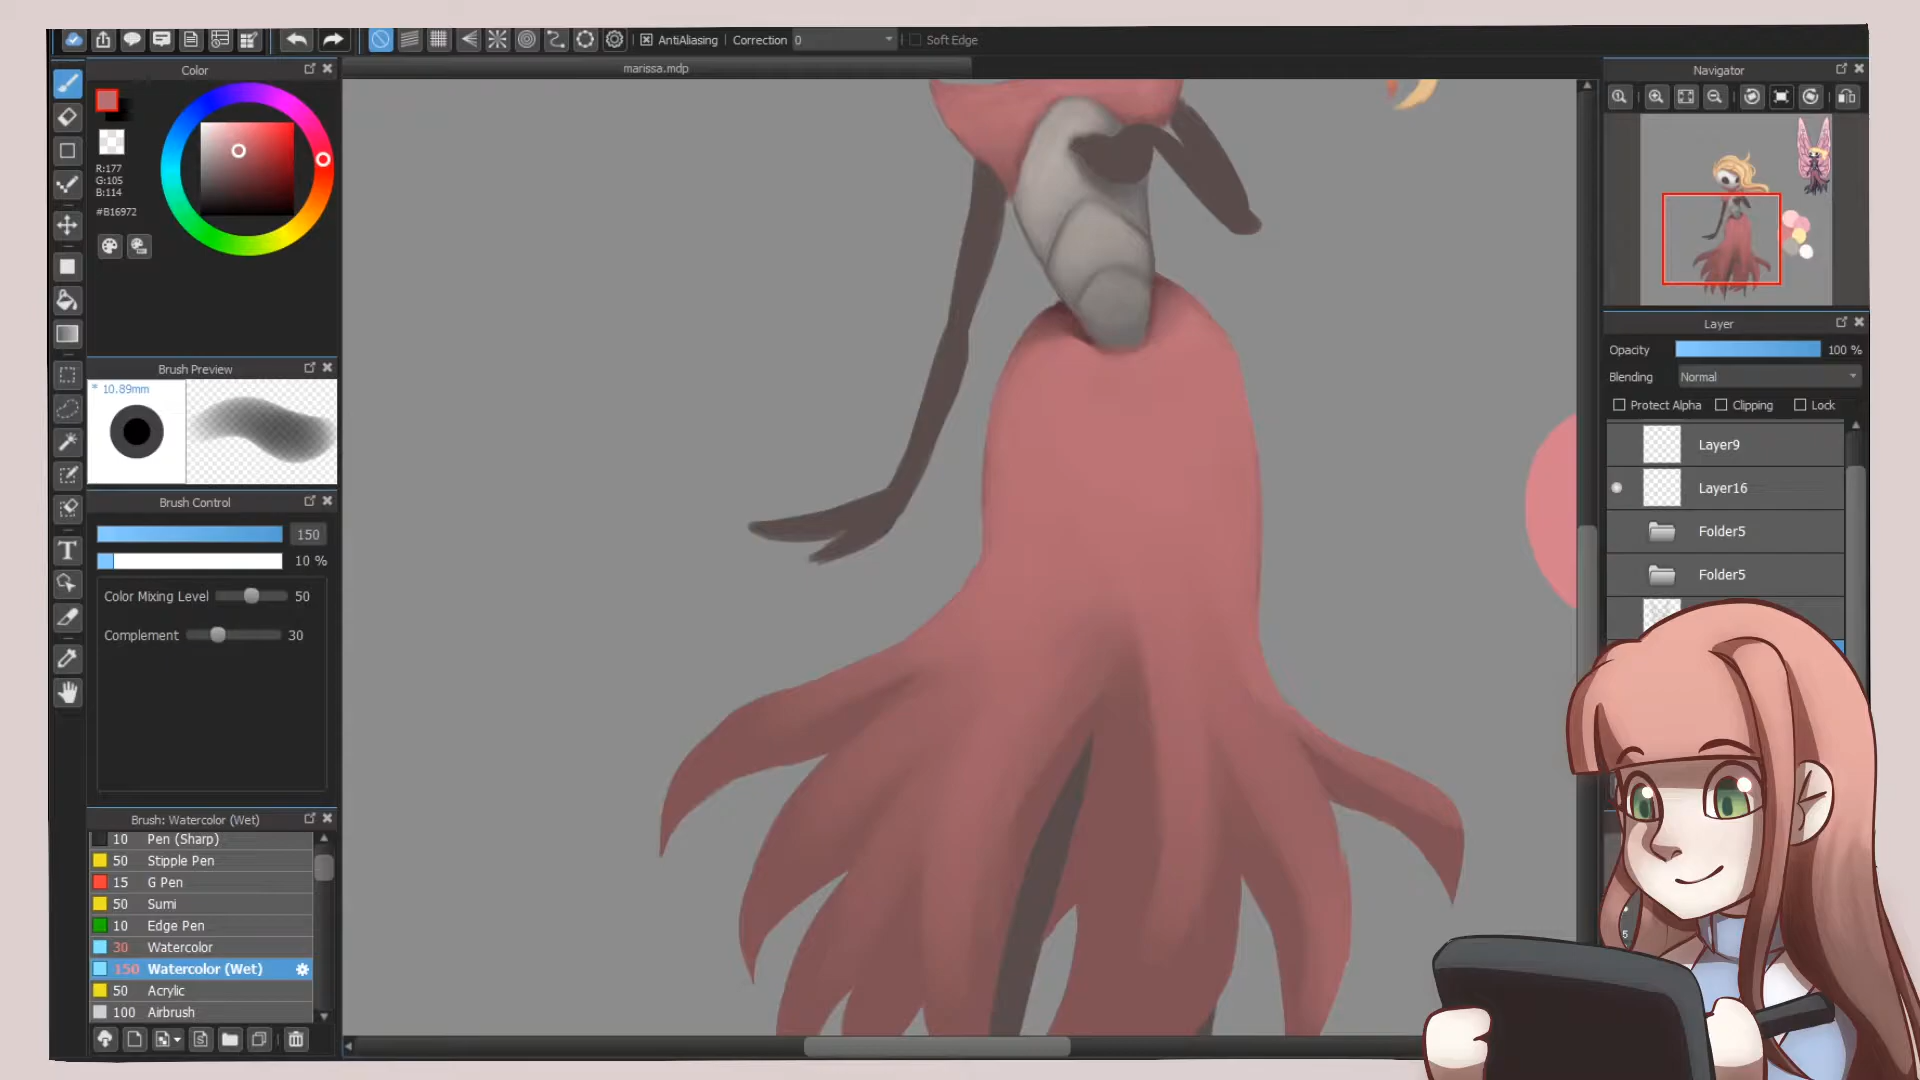 AntiAliasing Correction 0 Soft Edge
Color
marissa.mdp
Navigator
R:177
G:105
B:114
#B16972
Layer
Opacity 100 %
Blending Normal
Protect Alpha Clipping Lock
Layer9
Layer16
Folder5
Folder5
Brush Preview
* 10.89mm
Brush Control
150
10 %
Color Mixing Level 50
Complement 30
Brush: Watercolor (Wet)
10 Pen (Sharp)
50 Stipple Pen
15 G Pen
50 Sumi
10 Edge Pen
30 Watercolor
150 Watercolor (Wet)
50 Acrylic
100 Airbrush
5